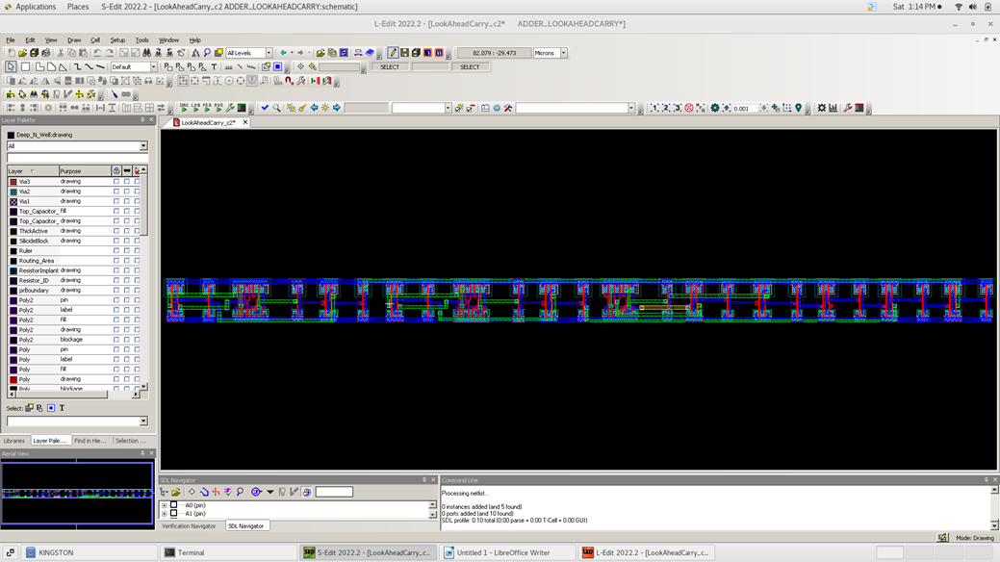 Applications Places S-Edit 2022.2 - [LookAheadCarry_c2 ADDER_LOOKAHEADCARRY:schematic] Sat 1:14 PM
L-Edit 2022.2 - [LookAheadCarry_c2* ADDER_LOOKAHEADCARRY*]
File Edit View Draw Cell Setup Tools Window Help
All Levels 82.079 : -29.473 Microns
Default SELECT SELECT
DRC LVS PEX RVE 0.001
Layer Palette LookAheadCarry_c2*
Deep_N_Well:drawing
All
Layer Purpose
Via3 drawing
Via2 drawing
Via1 drawing
Top_Capacitor_ fill
Top_Capacitor_ drawing
ThickActive drawing
SilicideBlock drawing
Ruler
Routing_Area
ResistorImplant drawing
Resistor_ID drawing
prBoundary drawing
Poly2 pin
Poly2 label
Poly2 fill
Poly2 drawing
Poly2 blockage
Poly pin
Poly label
Poly fill
Poly drawing
Poly blockage
Select: T
Libraries Layer Pale... Find in Hie... Selection ...
Aerial View
SDL Navigator Command Line
Processing netlist...
A0 (pin)
A1 (pin)
0 instances added (and 5 found)
0 ports added (and 10 found)
SDL profile: 0.10 total (0.00 parse + 0.00 T-Cell + 0.00 GUI)
Verification Navigator SDL Navigator
Mode: Drawing
KINGSTON Terminal S-Edit 2022.2 - [LookAheadCarry_c... Untitled 1 - LibreOffice Writer L-Edit 2022.2 - [LookAheadCarry_c...